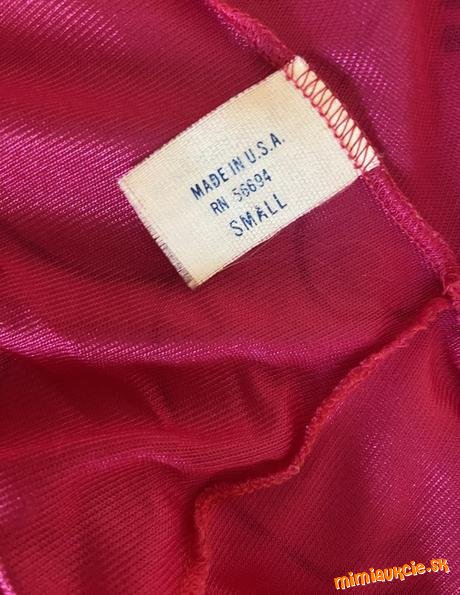 MADE IN U.S.A.
RN 56694
SMALL
mimiaukcie.sk